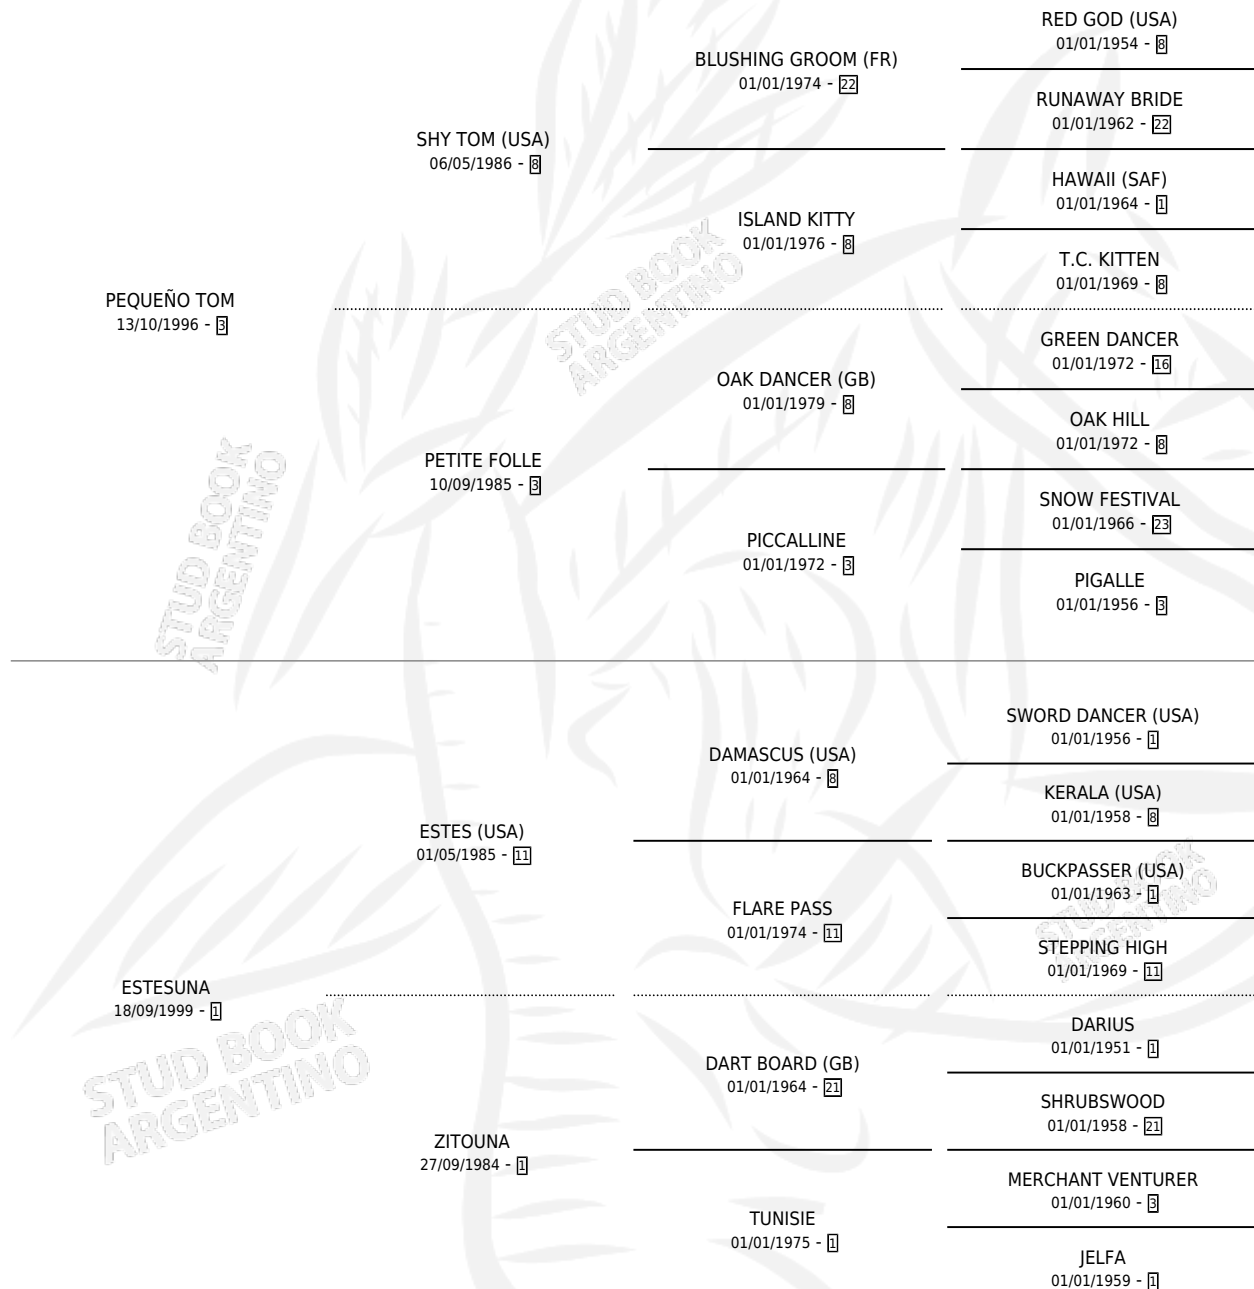 RED GOD (USA)
01/01/1954 - 8
BLUSHING GROOM (FR)
01/01/1974 - 22
RUNAWAY BRIDE
01/01/1962 - 22
SHY TOM (USA)
06/05/1986 - 8
HAWAII (SAF)
01/01/1964 - 1
ISLAND KITTY
01/01/1976 - 8
T.C. KITTEN
01/01/1969 - 8
PEQUEÑO TOM
13/10/1996 - 3
GREEN DANCER
01/01/1972 - 16
OAK DANCER (GB)
01/01/1979 - 8
OAK HILL
01/01/1972 - 8
PETITE FOLLE
10/09/1985 - 3
SNOW FESTIVAL
01/01/1966 - 23
PICCALLINE
01/01/1972 - 3
PIGALLE
01/01/1956 - 3
SWORD DANCER (USA)
01/01/1956 - 1
DAMASCUS (USA)
01/01/1964 - 8
KERALA (USA)
01/01/1958 - 8
ESTES (USA)
01/05/1985 - 11
BUCKPASSER (USA)
01/01/1963 - 1
FLARE PASS
01/01/1974 - 11
STEPPING HIGH
01/01/1969 - 11
ESTESUNA
18/09/1999 - 1
DARIUS
01/01/1951 - 1
DART BOARD (GB)
01/01/1964 - 21
SHRUBSWOOD
01/01/1958 - 21
ZITOUNA
27/09/1984 - 1
MERCHANT VENTURER
01/01/1960 - 3
TUNISIE
01/01/1975 - 1
JELFA
01/01/1959 - 1
STUD BOOK
ARGENTINO
STUD BOOK
ARGENTINO
STUD BOOK
ARGENTINO
STUD BOOK
ARGENTINO